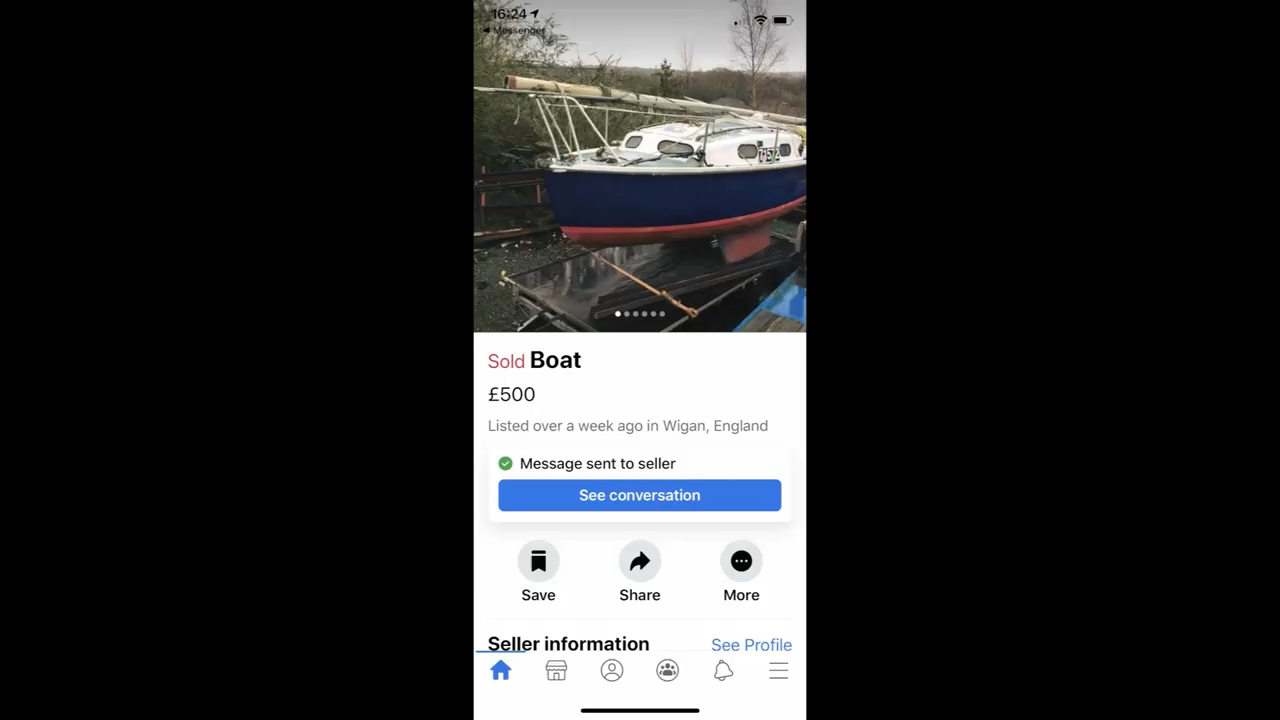 16:24
Messenger
Sold Boat
£500
Listed over a week ago in Wigan, England
Message sent to seller
See conversation
Save
Share
More
Seller information
See Profile